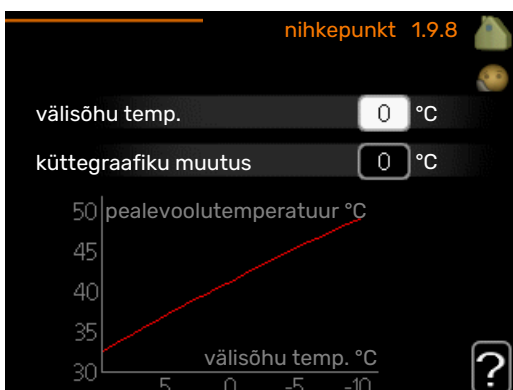 nihkepunkt 1.9.8
välisõhu temp. 0 °C
küttegraafiku muutus 0 °C
50 pealevoolutemperatuur °C
45
40
35
välisõhu temp. °C
30
5 0 -5 -10
?